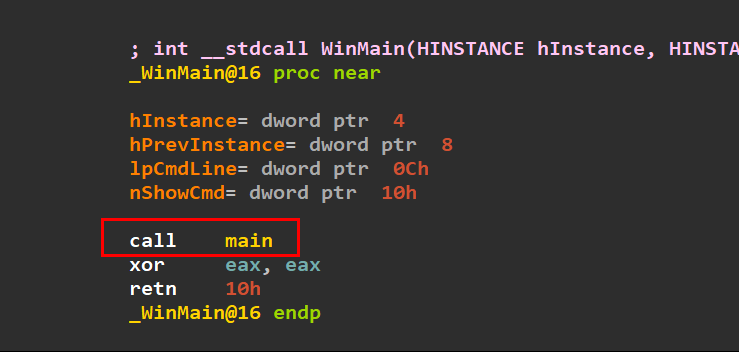 ; int __stdcall WinMain(HINSTANCE hInstance, HINSTA
_WinMain@16 proc near
hInstance= dword ptr  4
hPrevInstance= dword ptr  8
lpCmdLine= dword ptr  0Ch
nShowCmd= dword ptr  10h
call    main
xor     eax, eax
retn    10h
_WinMain@16 endp